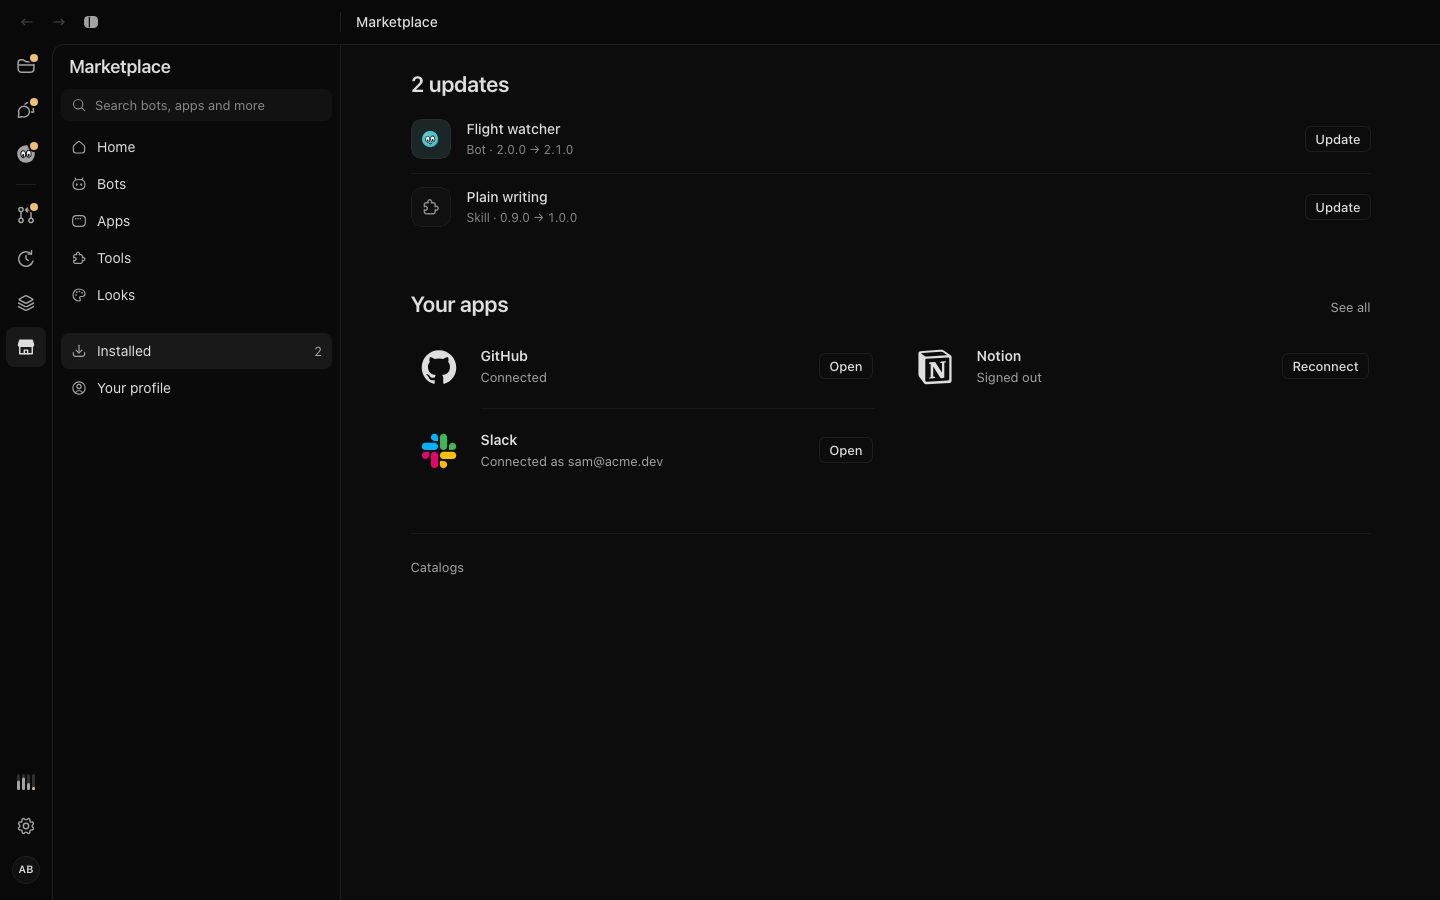 Marketplace
Marketplace
Search bots, apps and more
Home
Bots
Apps
Tools
Looks
Installed 2
Your profile
AB
2 updates
Flight watcher
Bot · 2.0.0 → 2.1.0
Update
Plain writing
Skill · 0.9.0 → 1.0.0
Update
Your apps
See all
GitHub
Connected
Open
Notion
Signed out
Reconnect
Slack
Connected as sam@acme.dev
Open
Catalogs